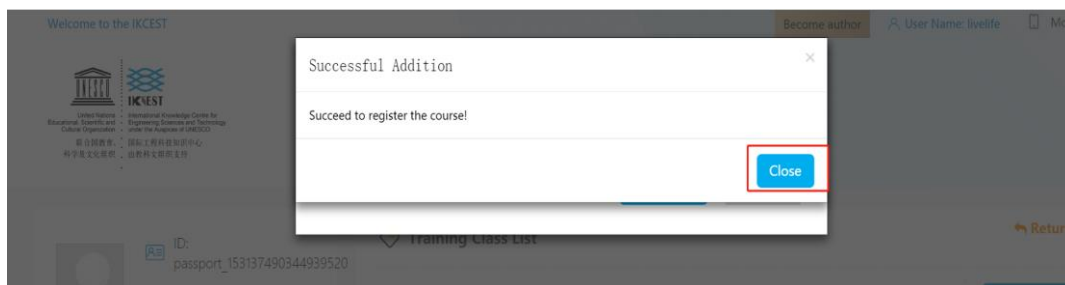 Welcome to the IKCEST
Become author
User Name: livelife
Mo
Successful Addition
×
Succeed to register the course!
Close
IKCEST
United Nations
Educational, Scientific and
Cultural Organization
联合国教育、
科学及文化组织
International Knowledge Centre for
Engineering Sciences and Technology
under the Auspices of UNESCO
国际工程科技知识中心
由教科文组织支持
ID:
passport_153137490344939520
Training Class List
Retur